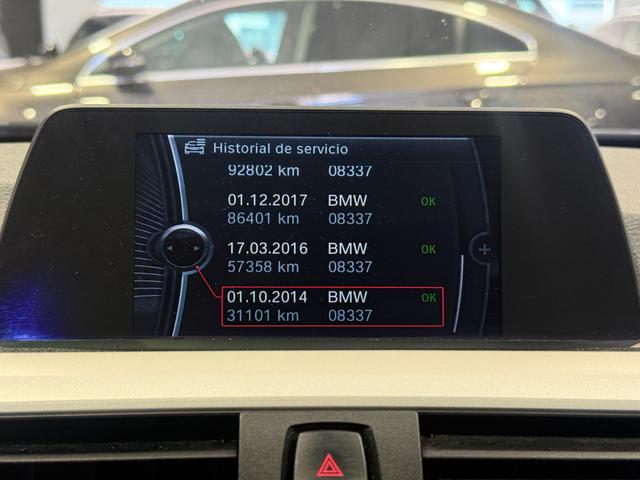 Historial de servicio
92802 km 08337
01.12.2017 BMW OK
86401 km 08337
17.03.2016 BMW OK
57358 km 08337
01.10.2014 BMW OK
31101 km 08337